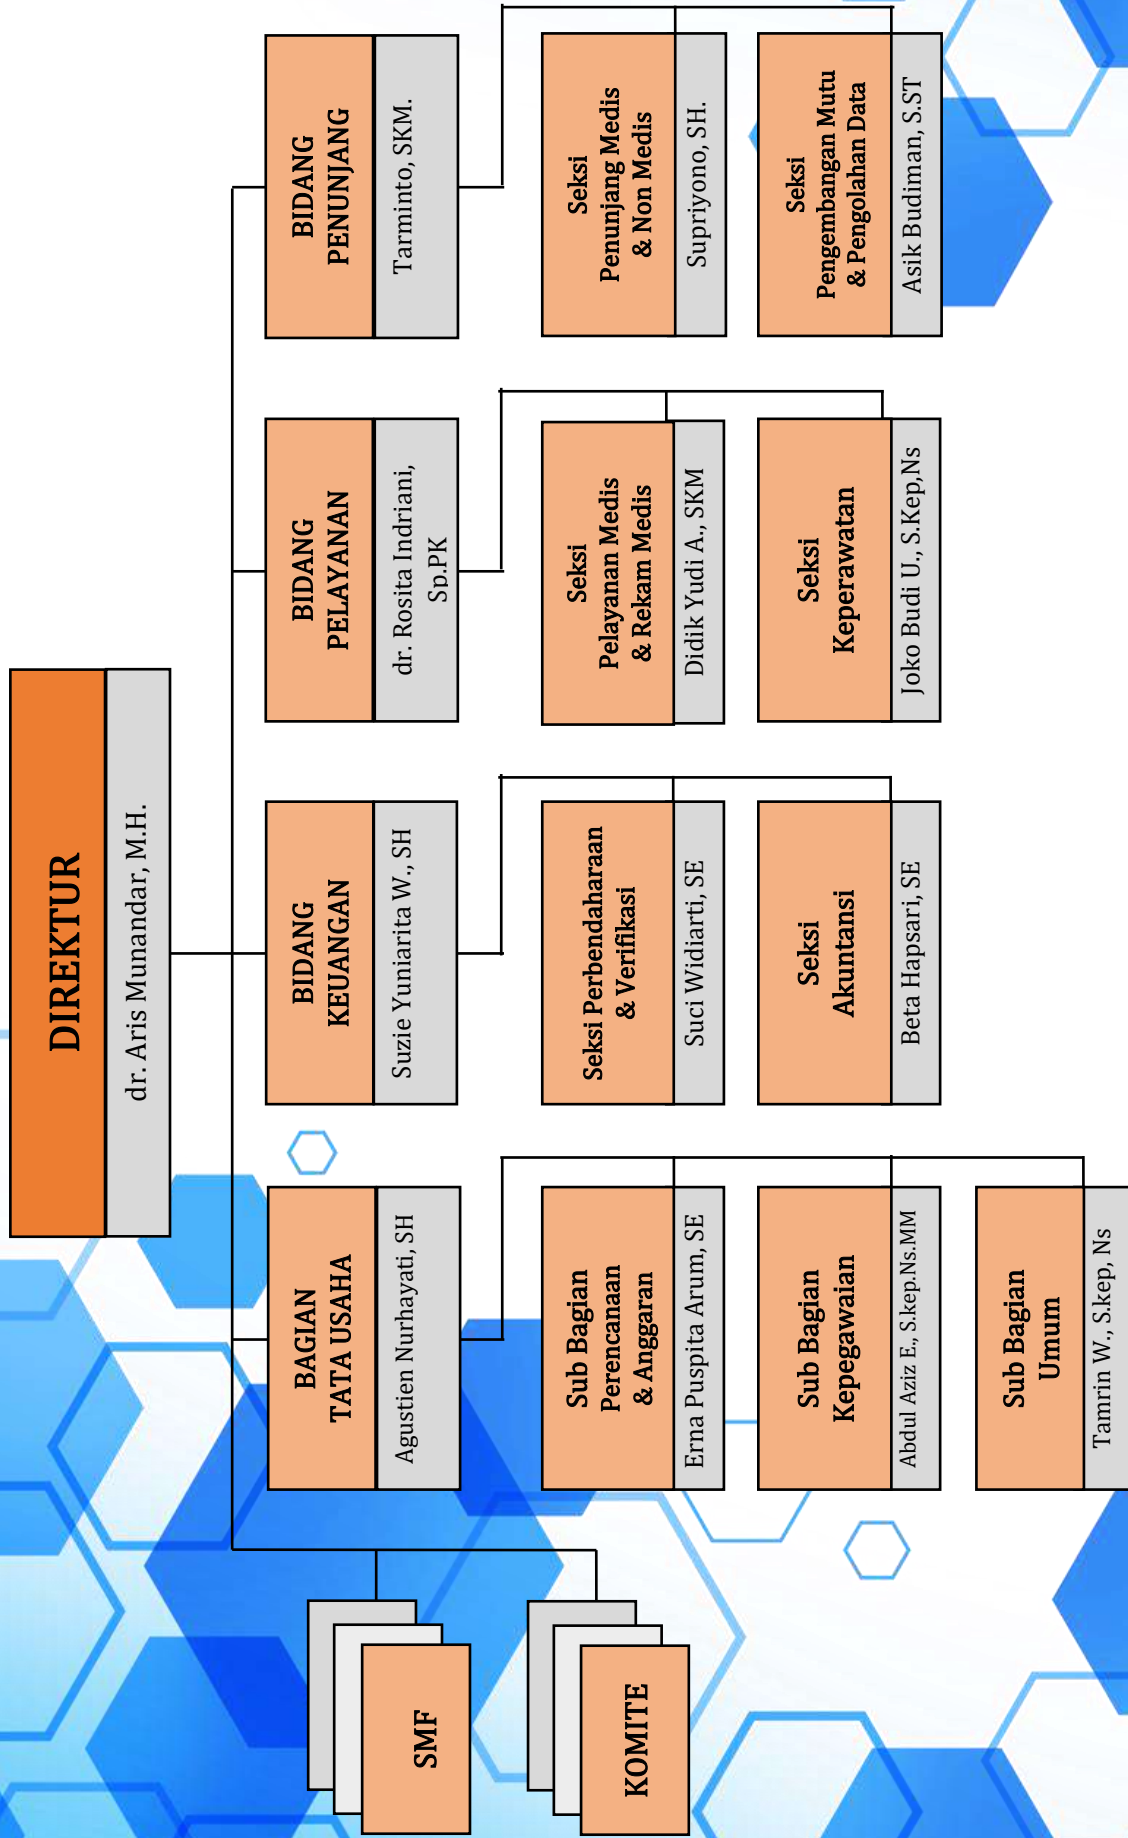 DIREKTUR
dr. Aris Munandar, M.H.
SMF
KOMITE
BAGIAN
TATA USAHA
Agustien Nurhayati, SH
Sub Bagian
Perencanaan
& Anggaran
Erna Puspita Arum, SE
Sub Bagian
Kepegawaian
Abdul Aziz E, S.kep.Ns.MM
Sub Bagian
Umum
Tamrin W., S.kep, Ns
BIDANG
KEUANGAN
Suzie Yuniarita W., SH
Seksi Perbendaharaan
& Verifikasi
Suci Widiarti, SE
Seksi
Akuntansi
Beta Hapsari, SE
BIDANG
PELAYANAN
dr. Rosita Indriani,
Sp.PK
Seksi
Pelayanan Medis
& Rekam Medis
Didik Yudi A., SKM
Seksi
Keperawatan
Joko Budi U., S.Kep,Ns
BIDANG
PENUNJANG
Tarminto, SKM.
Seksi
Penunjang Medis
& Non Medis
Supriyono, SH.
Seksi
Pengembangan Mutu
& Pengolahan Data
Asik Budiman, S.ST